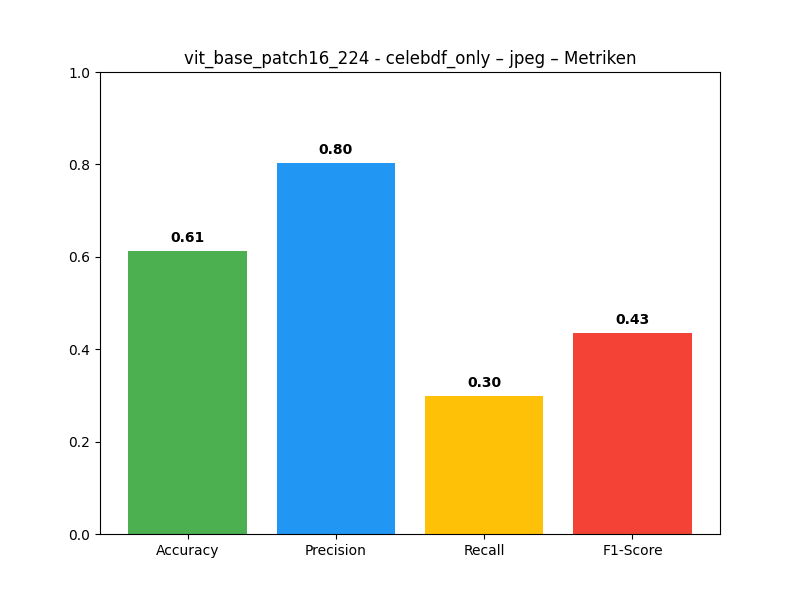 vit_base_patch16_224 - celebdf_only – jpeg – Metriken
1.0
0.8
0.6
0.4
0.2
0.0
0.61
0.80
0.30
0.43
Accuracy
Precision
Recall
F1-Score